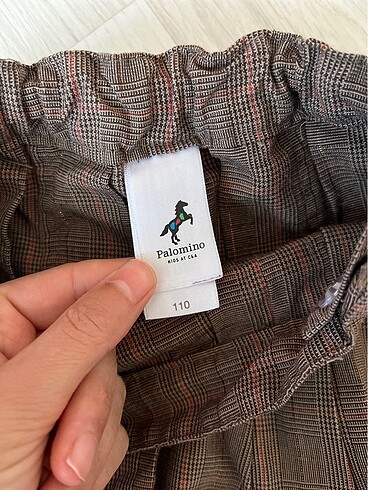 Palomino
KIDS AT C&A
110